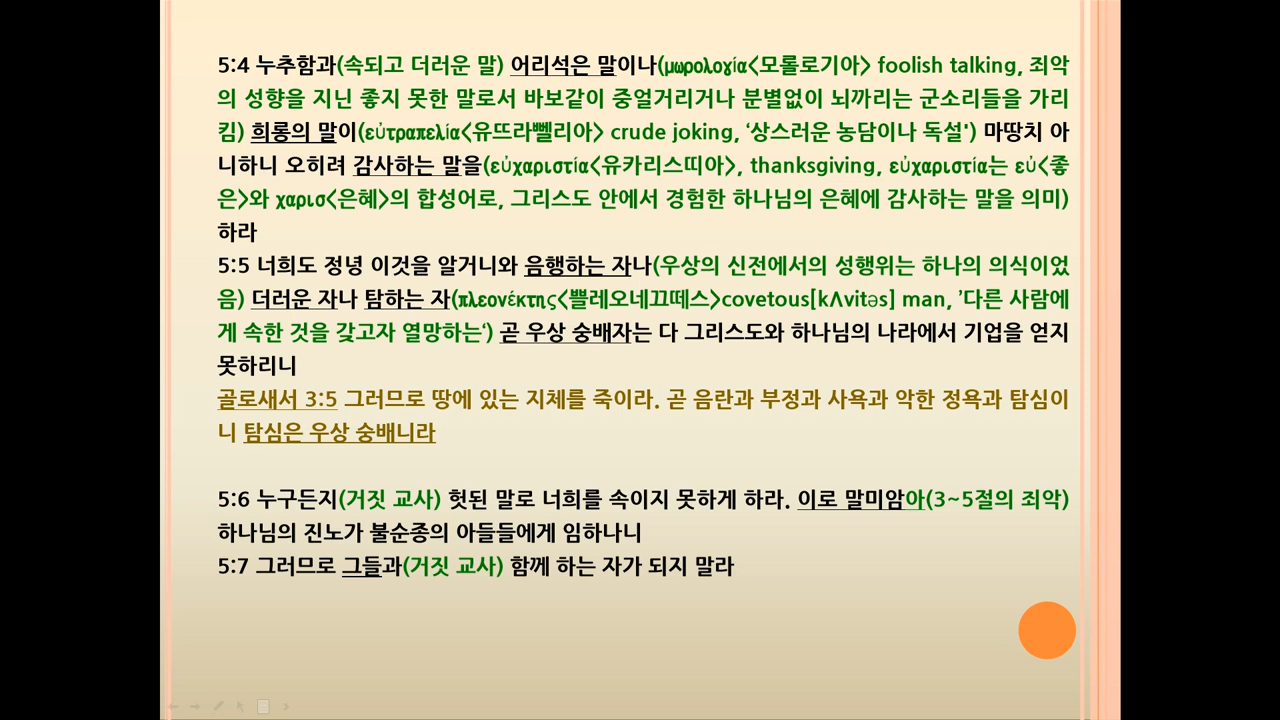 5:4 누추함과(속되고 더러운 말) 어리석은 말이나(μωρολογία<모롤로기아> foolish talking, 죄악
의 성향을 지닌 좋지 못한 말로서 바보같이 중얼거리거나 분별없이 뇌까리는 군소리들을 가리
킴) 희롱의 말이(εὐτραπελία<유뜨라뻴리아> crude joking, ‘상스러운 농담이나 독설') 마땅치 아
니하니 오히려 감사하는 말을(εὐχαριστία<유카리스띠아>, thanksgiving, εὐχαριστία는 εὐ<좋
은>와 χαρισ<은혜>의 합성어로, 그리스도 안에서 경험한 하나님의 은혜에 감사하는 말을 의미)
하라
5:5 너희도 정녕 이것을 알거니와 음행하는 자나(우상의 신전에서의 성행위는 하나의 의식이었
음) 더러운 자나 탐하는 자(πλεονέκτης<쁠레오네끄떼스>covetous[kʌvitəs] man, ’다른 사람에
게 속한 것을 갖고자 열망하는‘) 곧 우상 숭배자는 다 그리스도와 하나님의 나라에서 기업을 얻지
못하리니
골로새서 3:5 그러므로 땅에 있는 지체를 죽이라. 곧 음란과 부정과 사욕과 악한 정욕과 탐심이
니 탐심은 우상 숭배니라
5:6 누구든지(거짓 교사) 헛된 말로 너희를 속이지 못하게 하라. 이로 말미암아(3~5절의 죄악)
하나님의 진노가 불순종의 아들들에게 임하나니
5:7 그러므로 그들과(거짓 교사) 함께 하는 자가 되지 말라